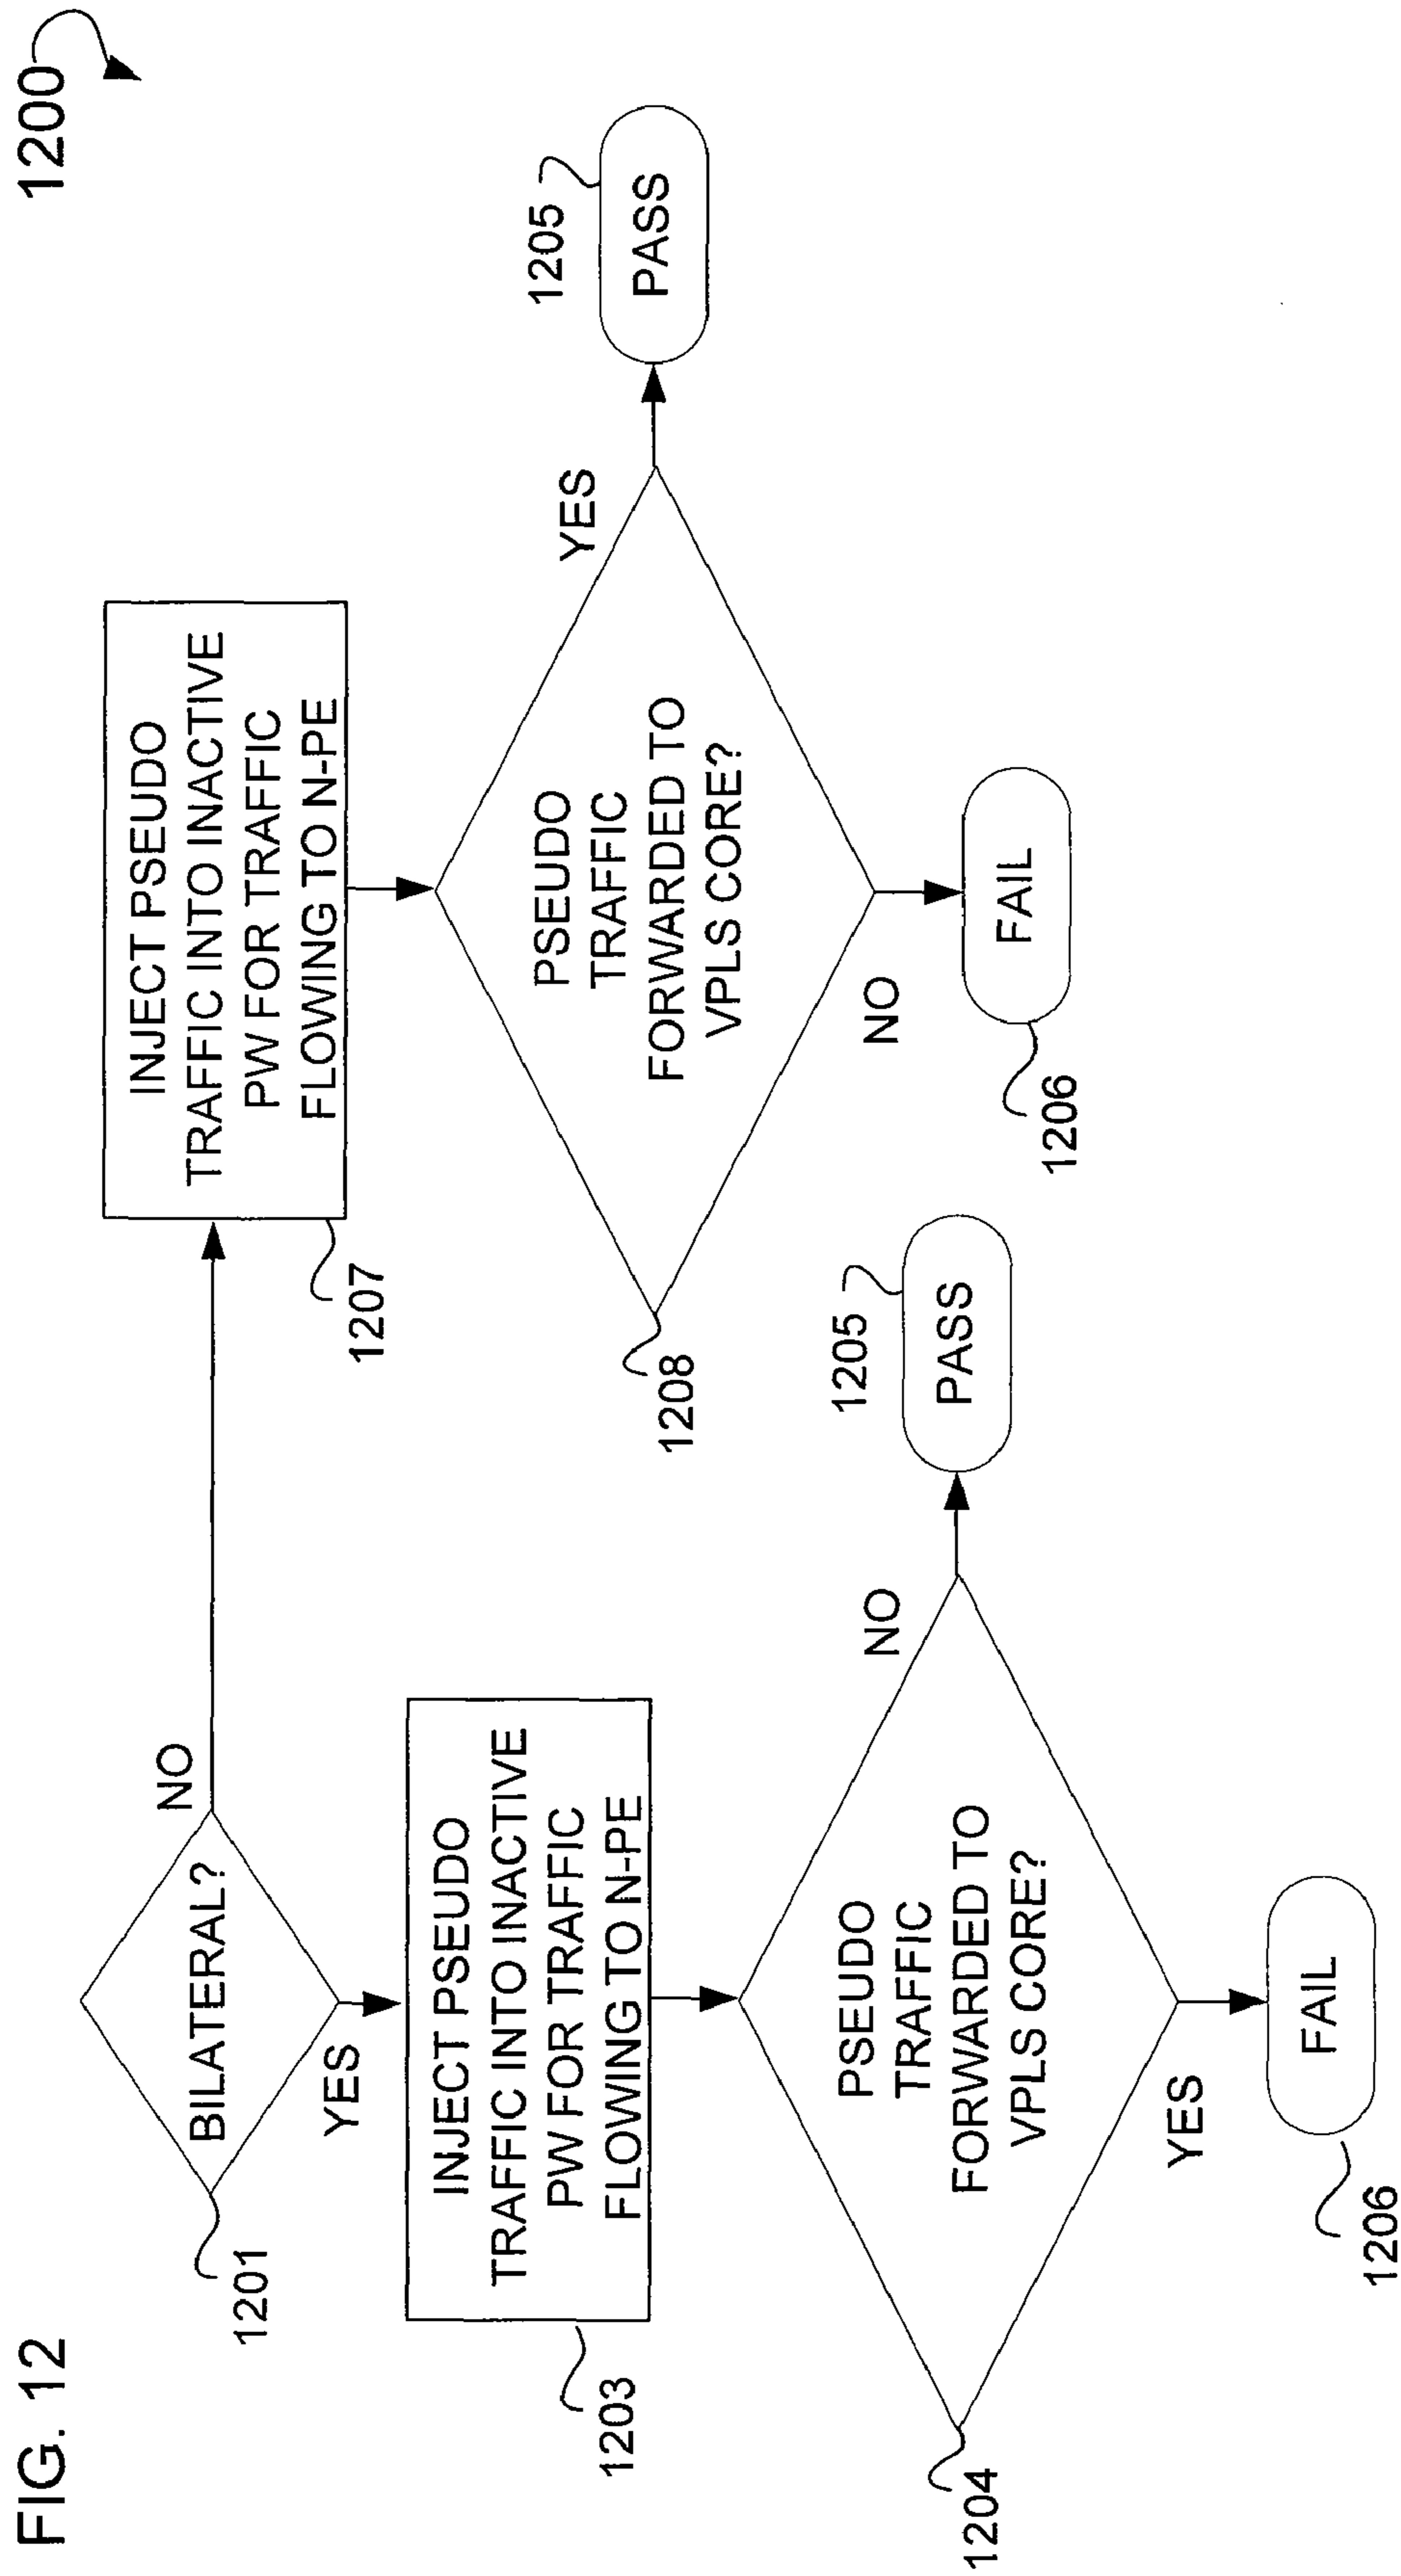 FIG. 12
1200
BILATERAL?
1201
NO
YES
INJECT PSEUDO
TRAFFIC INTO INACTIVE
PW FOR TRAFFIC
FLOWING TO N-PE
1203
PSEUDO
TRAFFIC
FORWARDED TO
VPLS CORE?
1204
NO
1205
PASS
YES
FAIL
1206
INJECT PSEUDO
TRAFFIC INTO INACTIVE
PW FOR TRAFFIC
FLOWING TO N-PE
1207
PSEUDO
TRAFFIC
FORWARDED TO
VPLS CORE?
1208
YES
1205
PASS
NO
FAIL
1206